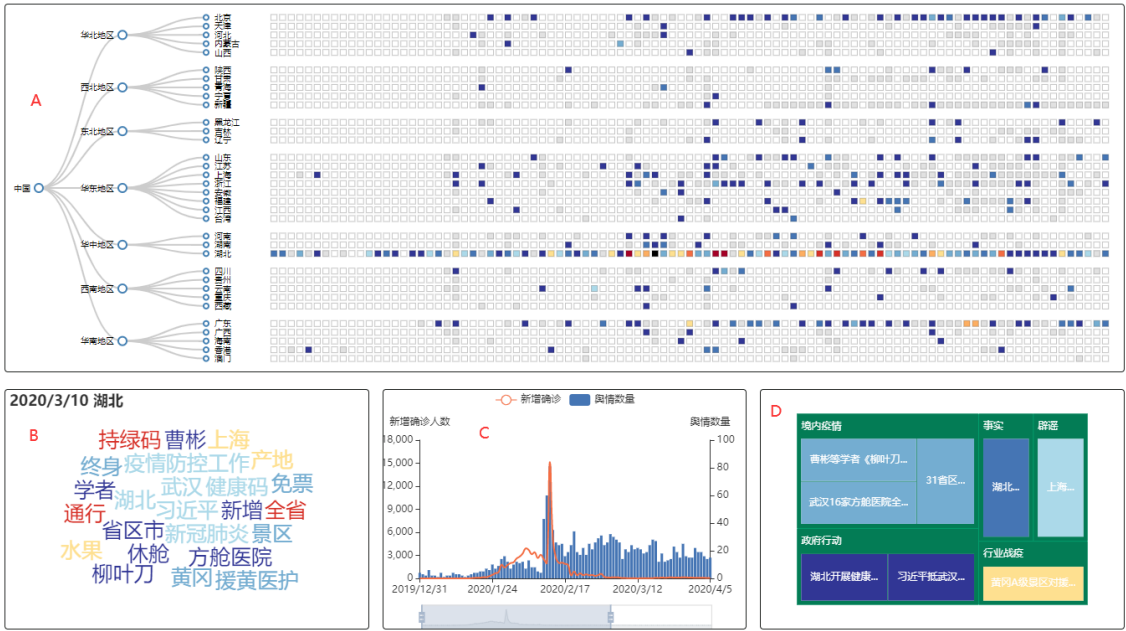 华北地区
北京
天津
河北
内蒙古
山西
A
西北地区
陕西
甘肃
青海
宁夏
新疆
东北地区
黑龙江
吉林
辽宁
中国
华东地区
山东
江苏
上海
浙江
安徽
福建
江西
台湾
华中地区
河南
湖南
湖北
西南地区
四川
贵州
云南
重庆
西藏
华南地区
广东
广西
海南
香港
澳门
2020/3/10 湖北
B
持绿码 曹彬 上海
终身 疫情防控工作 产地
学者 武汉 健康码 免票
湖北 习近平 新增 全省
通行
省区市 新冠肺炎 景区
水果 休舱 方舱医院
柳叶刀 黄冈 援黄医护
新增确诊 舆情数量
C
新增确诊人数 舆情数量
18,000 100
15,000
12,000 80
9,000 60
6,000 40
3,000 20
0 0
2019/12/31 2020/1/24 2020/2/17 2020/3/12 2020/4/5
D
境内疫情 事实 辟谣
曹彬等学者《柳叶刀...
31省区...
湖北... 上海...
武汉16家方舱医院全...
政府行动 行业战疫
湖北开展健康... 习近平抵武汉...
黄冈A级景区对医...